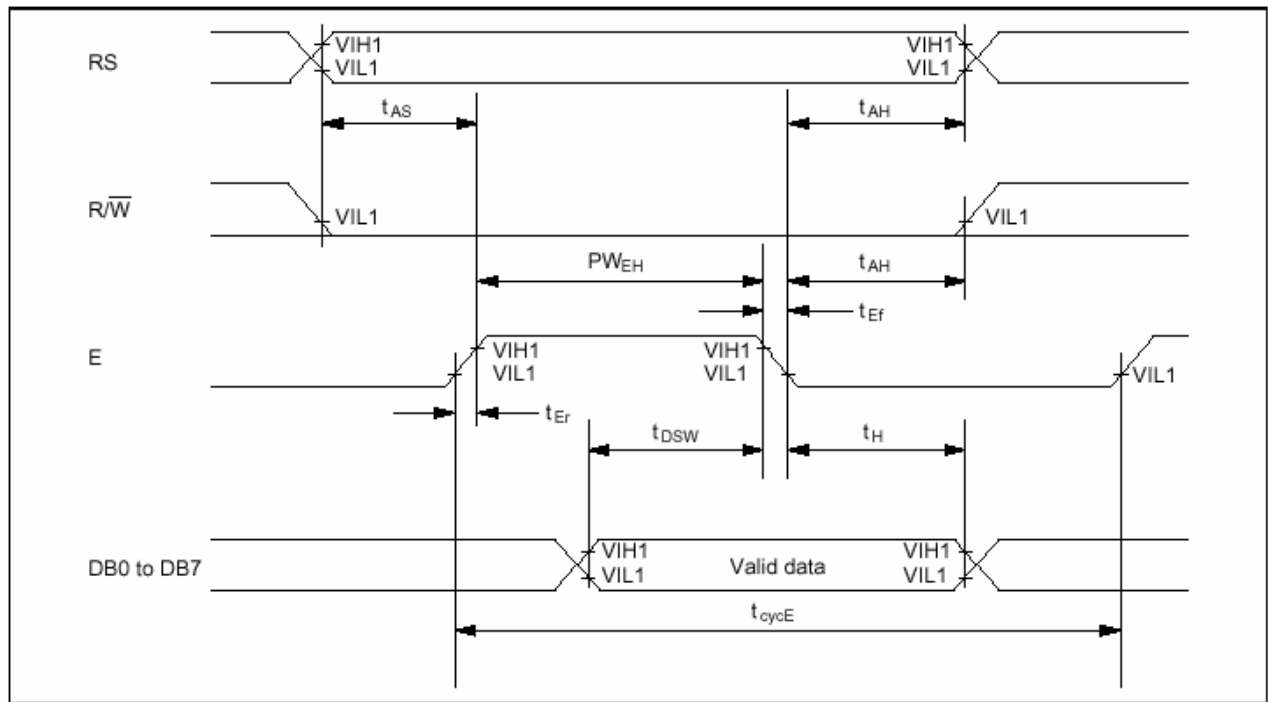 RS
VIH1
VIL1
VIH1
VIL1
tAS
tAH
R/W̅
VIL1
VIL1
PWEH
tAH
tEf
E
VIH1
VIL1
VIH1
VIL1
VIL1
tEr
tDSW
tH
DB0 to DB7
VIH1
VIL1
Valid data
VIH1
VIL1
tcycE